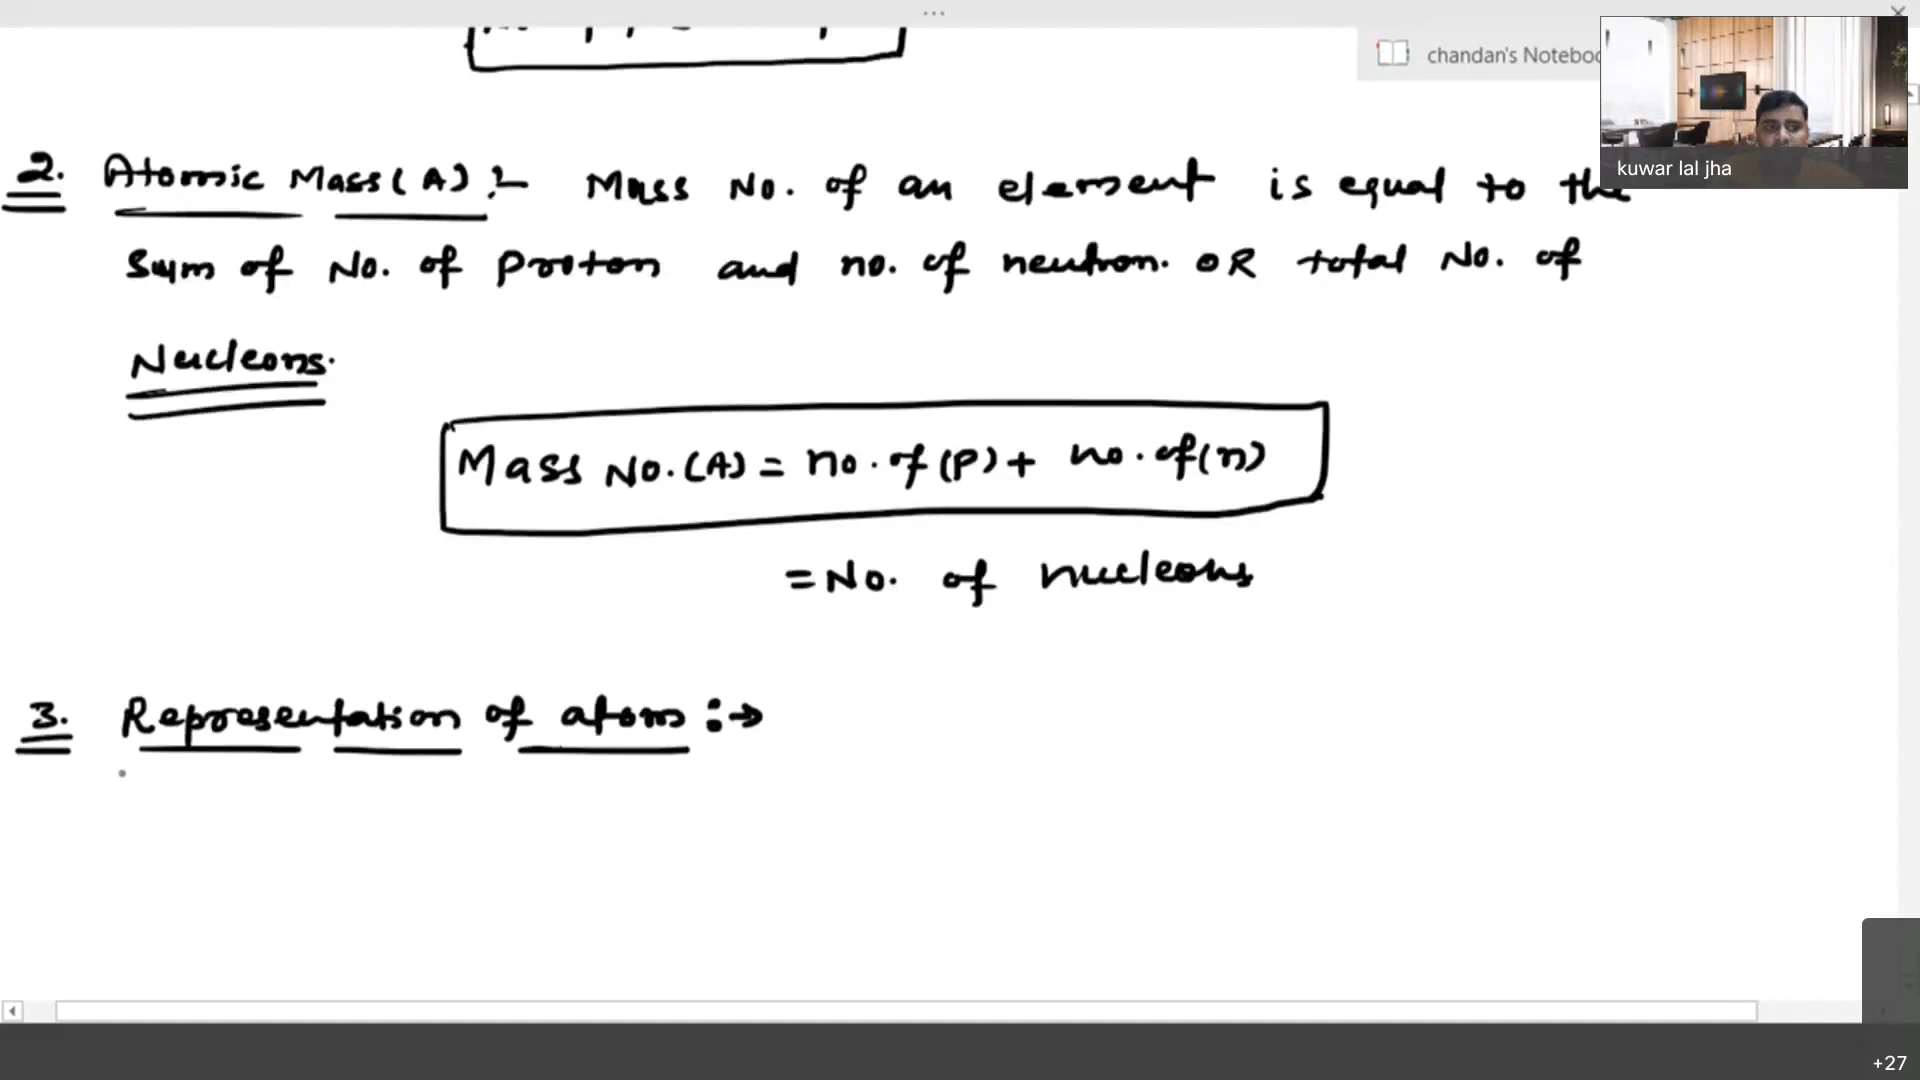 ...
chandan's Notebo
kuwar lal jha
2. Atomic Mass (A) :- Mass No. of an element is equal to the
Sum of No. of proton and no. of neutron. OR total No. of
Nucleons.
Mass No.(A) = no. of (P) + no. of (n)
= No. of nucleons
3. Representation of atom :→
+27